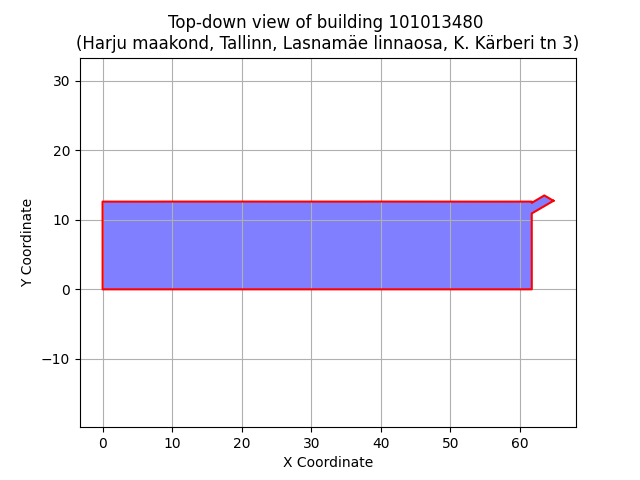 Top-down view of building 101013480
(Harju maakond, Tallinn, Lasnamäe linnaosa, K. Kärberi tn 3)
30
20
10
0
−10
Y Coordinate
0 10 20 30 40 50 60
X Coordinate